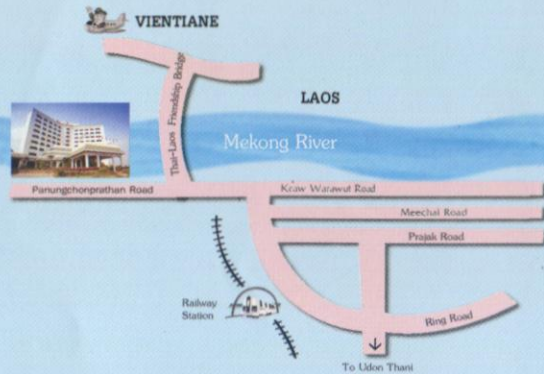 VIENTIANE
Thai-Laos Friendship Bridge
LAOS
Mekong River
Panungchonprathan Road
Keaw Warawut Road
Meechai Road
Prajak Road
Railway
Station
Ring Road
To Udon Thani